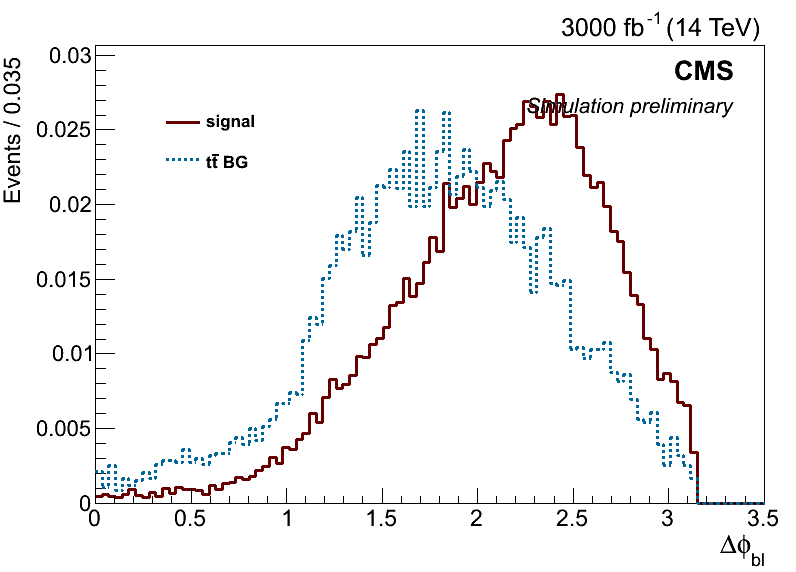 3000 fb⁻¹ (14 TeV)
Events / 0.035
0.03
0.025
0.02
0.015
0.01
0.005
0
CMS
Simulation preliminary
signal
tt̄ BG
0 0.5 1 1.5 2 2.5 3 3.5
Δϕbl